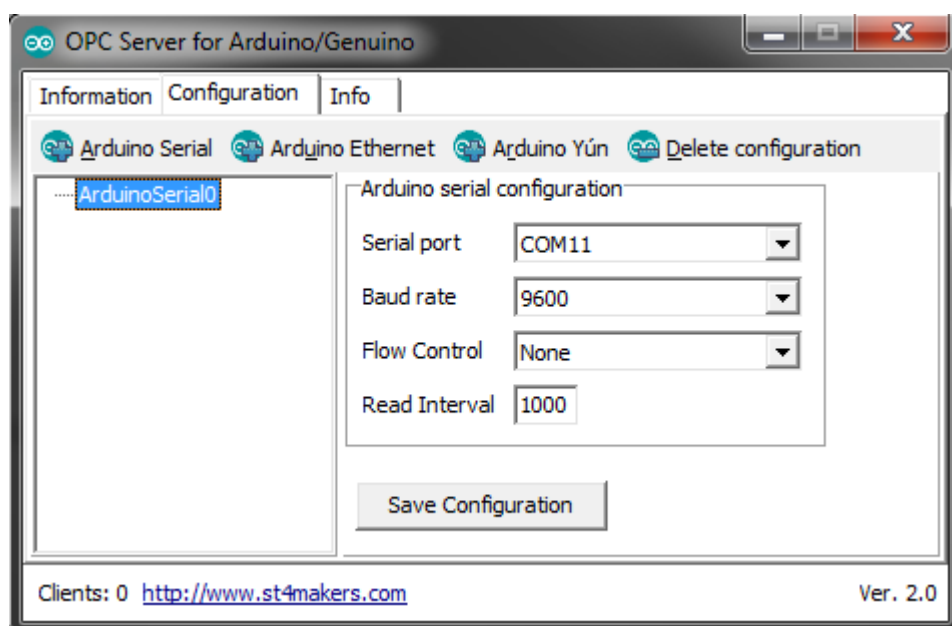 OPC Server for Arduino/Genuino
Information Configuration Info
Arduino Serial Arduino Ethernet Arduino Yún Delete configuration
ArduinoSerial0
Arduino serial configuration
Serial port COM11
Baud rate 9600
Flow Control None
Read Interval 1000
Save Configuration
Clients: 0 http://www.st4makers.com Ver. 2.0